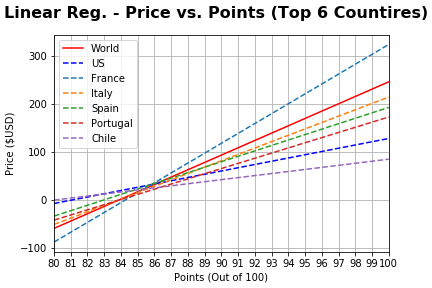 Linear Reg. - Price vs. Points (Top 6 Countires)
World
US
France
Italy
Spain
Portugal
Chile
Price ($USD)
300
200
100
0
−100
80 81 82 83 84 85 86 87 88 89 90 91 92 93 94 95 96 97 98 99 100
Points (Out of 100)